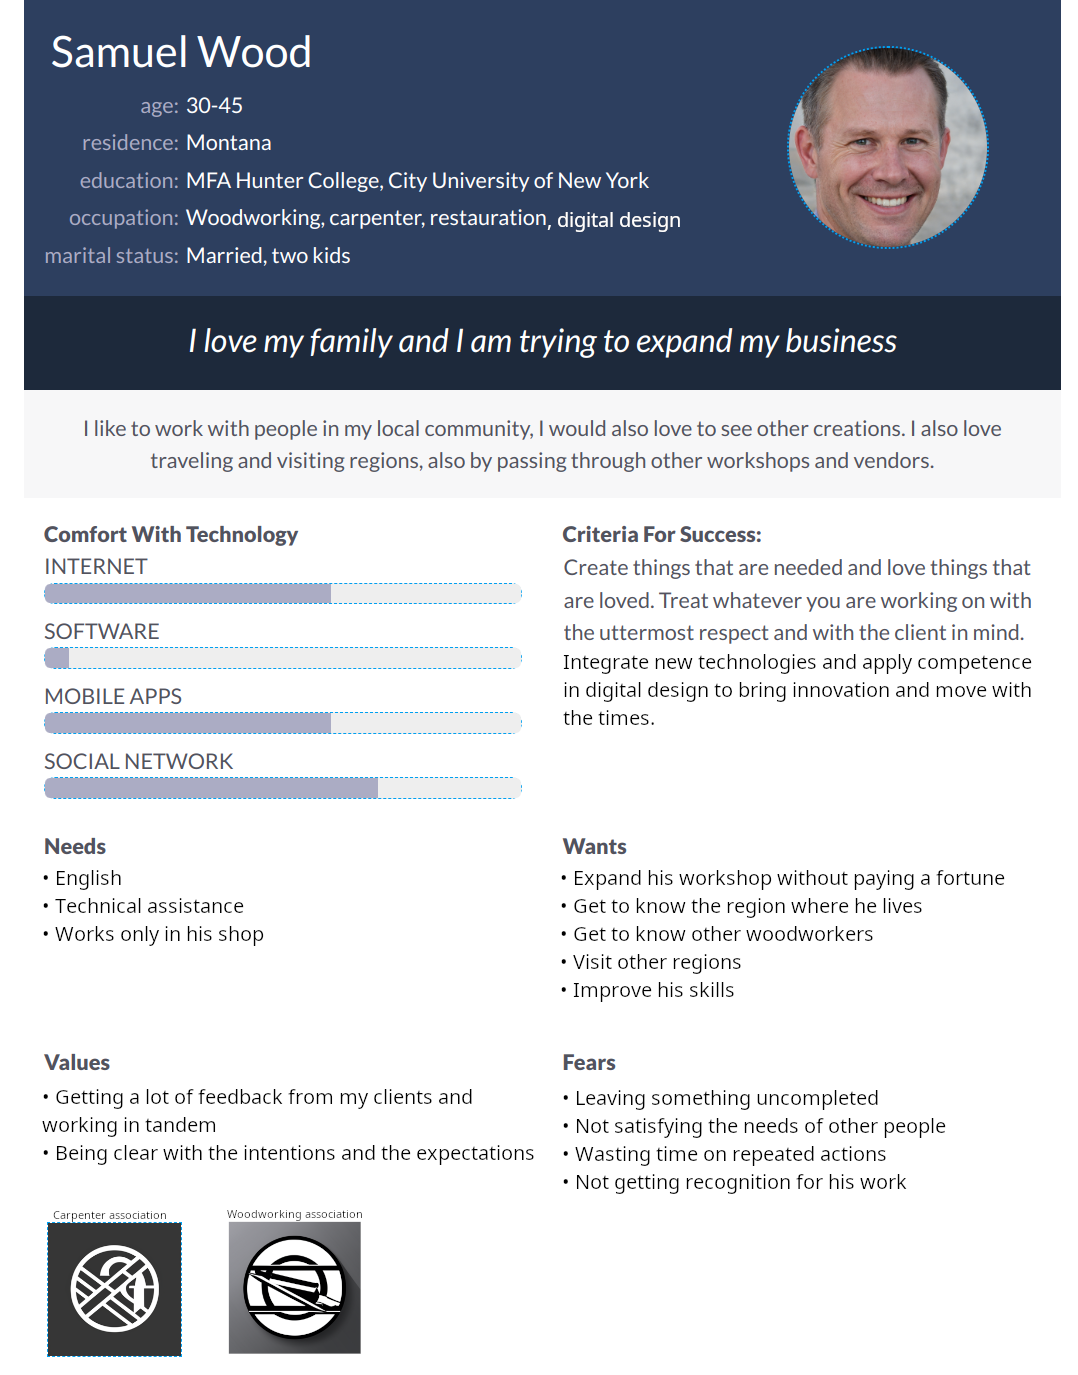 Samuel Wood
age: 30-45
residence: Montana
education: MFA Hunter College, City University of New York
occupation: Woodworking, carpenter, restauration, digital design
marital status: Married, two kids
I love my family and I am trying to expand my business
I like to work with people in my local community, I would also love to see other creations. I also love
traveling and visiting regions, also by passing through other workshops and vendors.
Comfort With Technology
INTERNET
SOFTWARE
MOBILE APPS
SOCIAL NETWORK
Criteria For Success:
Create things that are needed and love things that
are loved. Treat whatever you are working on with
the uttermost respect and with the client in mind.
Integrate new technologies and apply competence
in digital design to bring innovation and move with
the times.
Needs
• English
• Technical assistance
• Works only in his shop
Wants
• Expand his workshop without paying a fortune
• Get to know the region where he lives
• Get to know other woodworkers
• Visit other regions
• Improve his skills
Values
• Getting a lot of feedback from my clients and
working in tandem
• Being clear with the intentions and the expectations
Fears
• Leaving something uncompleted
• Not satisfying the needs of other people
• Wasting time on repeated actions
• Not getting recognition for his work
Carpenter association
Woodworking association